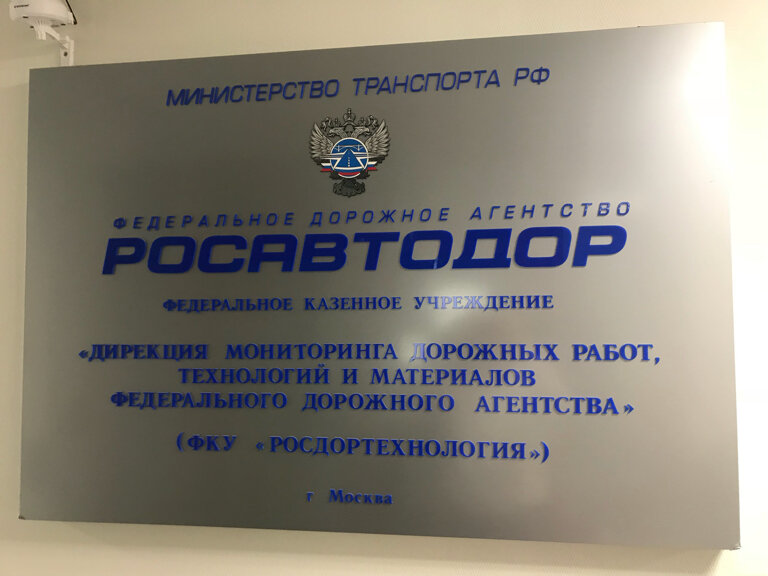 МИНИСТЕРСТВО ТРАНСПОРТА РФ
ФЕДЕРАЛЬНОЕ ДОРОЖНОЕ АГЕНТСТВО
РОСАВТОДОР
ФЕДЕРАЛЬНОЕ КАЗЕННОЕ УЧРЕЖДЕНИЕ
«ДИРЕКЦИЯ МОНИТОРИНГА ДОРОЖНЫХ РАБОТ,
ТЕХНОЛОГИЙ И МАТЕРИАЛОВ
ФЕДЕРАЛЬНОГО ДОРОЖНОГО АГЕНТСТВА»
(ФКУ «РОСДОРТЕХНОЛОГИЯ»)
г Москва